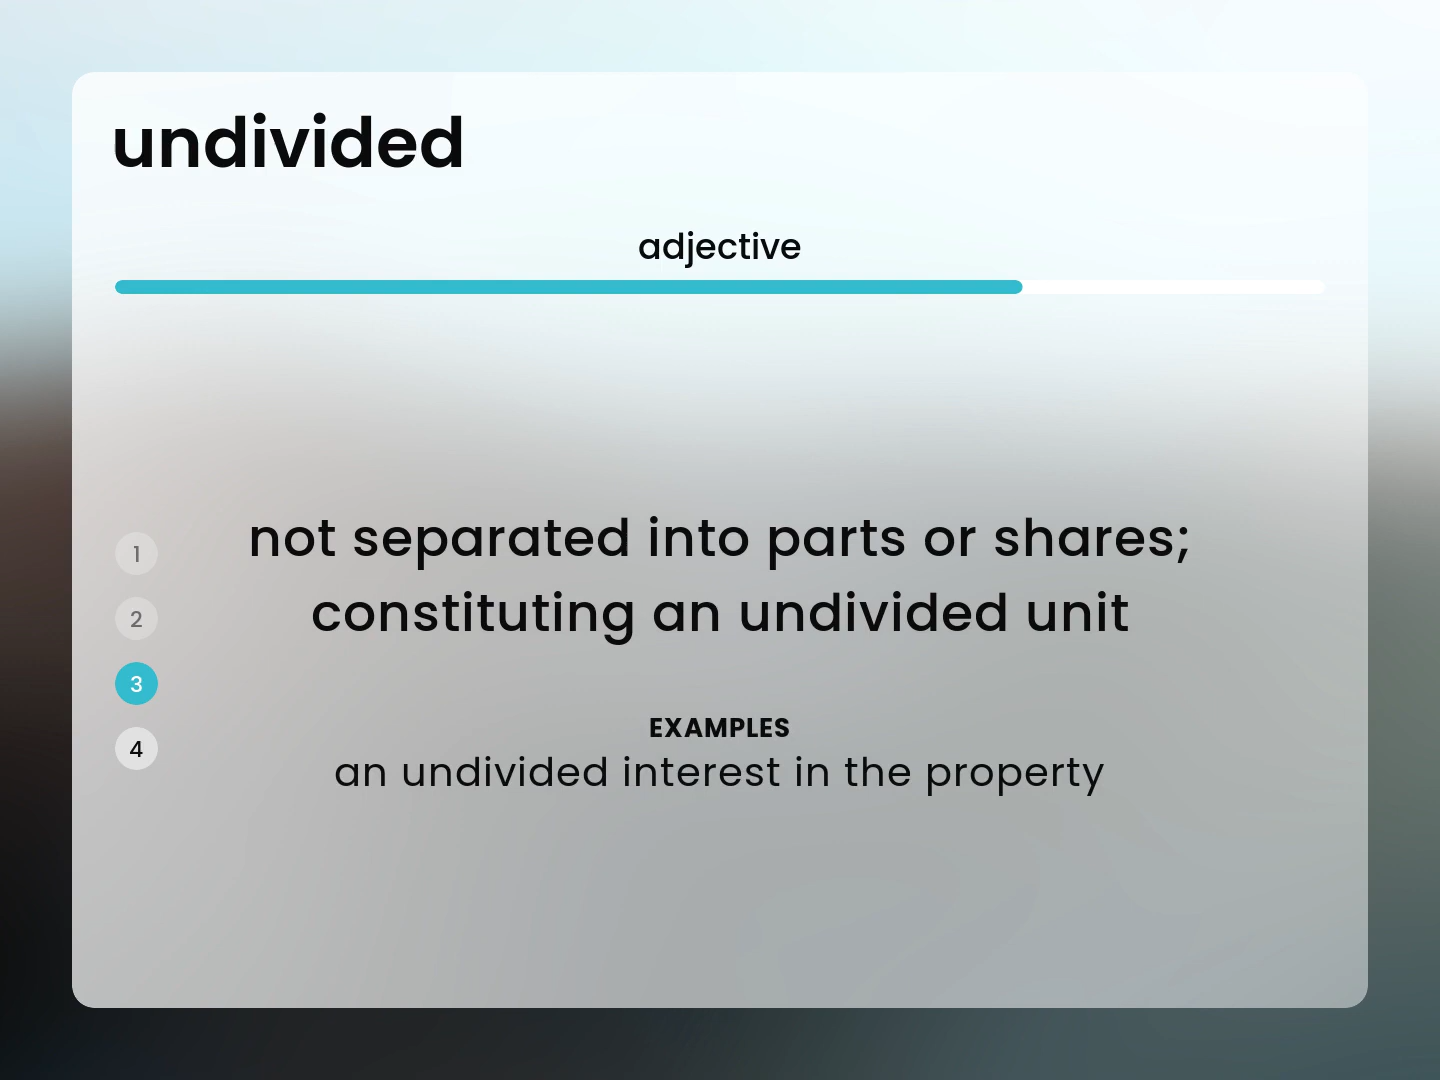 undivided
adjective
1
2
3
4
not separated into parts or shares;
constituting an undivided unit
EXAMPLES
an undivided interest in the property